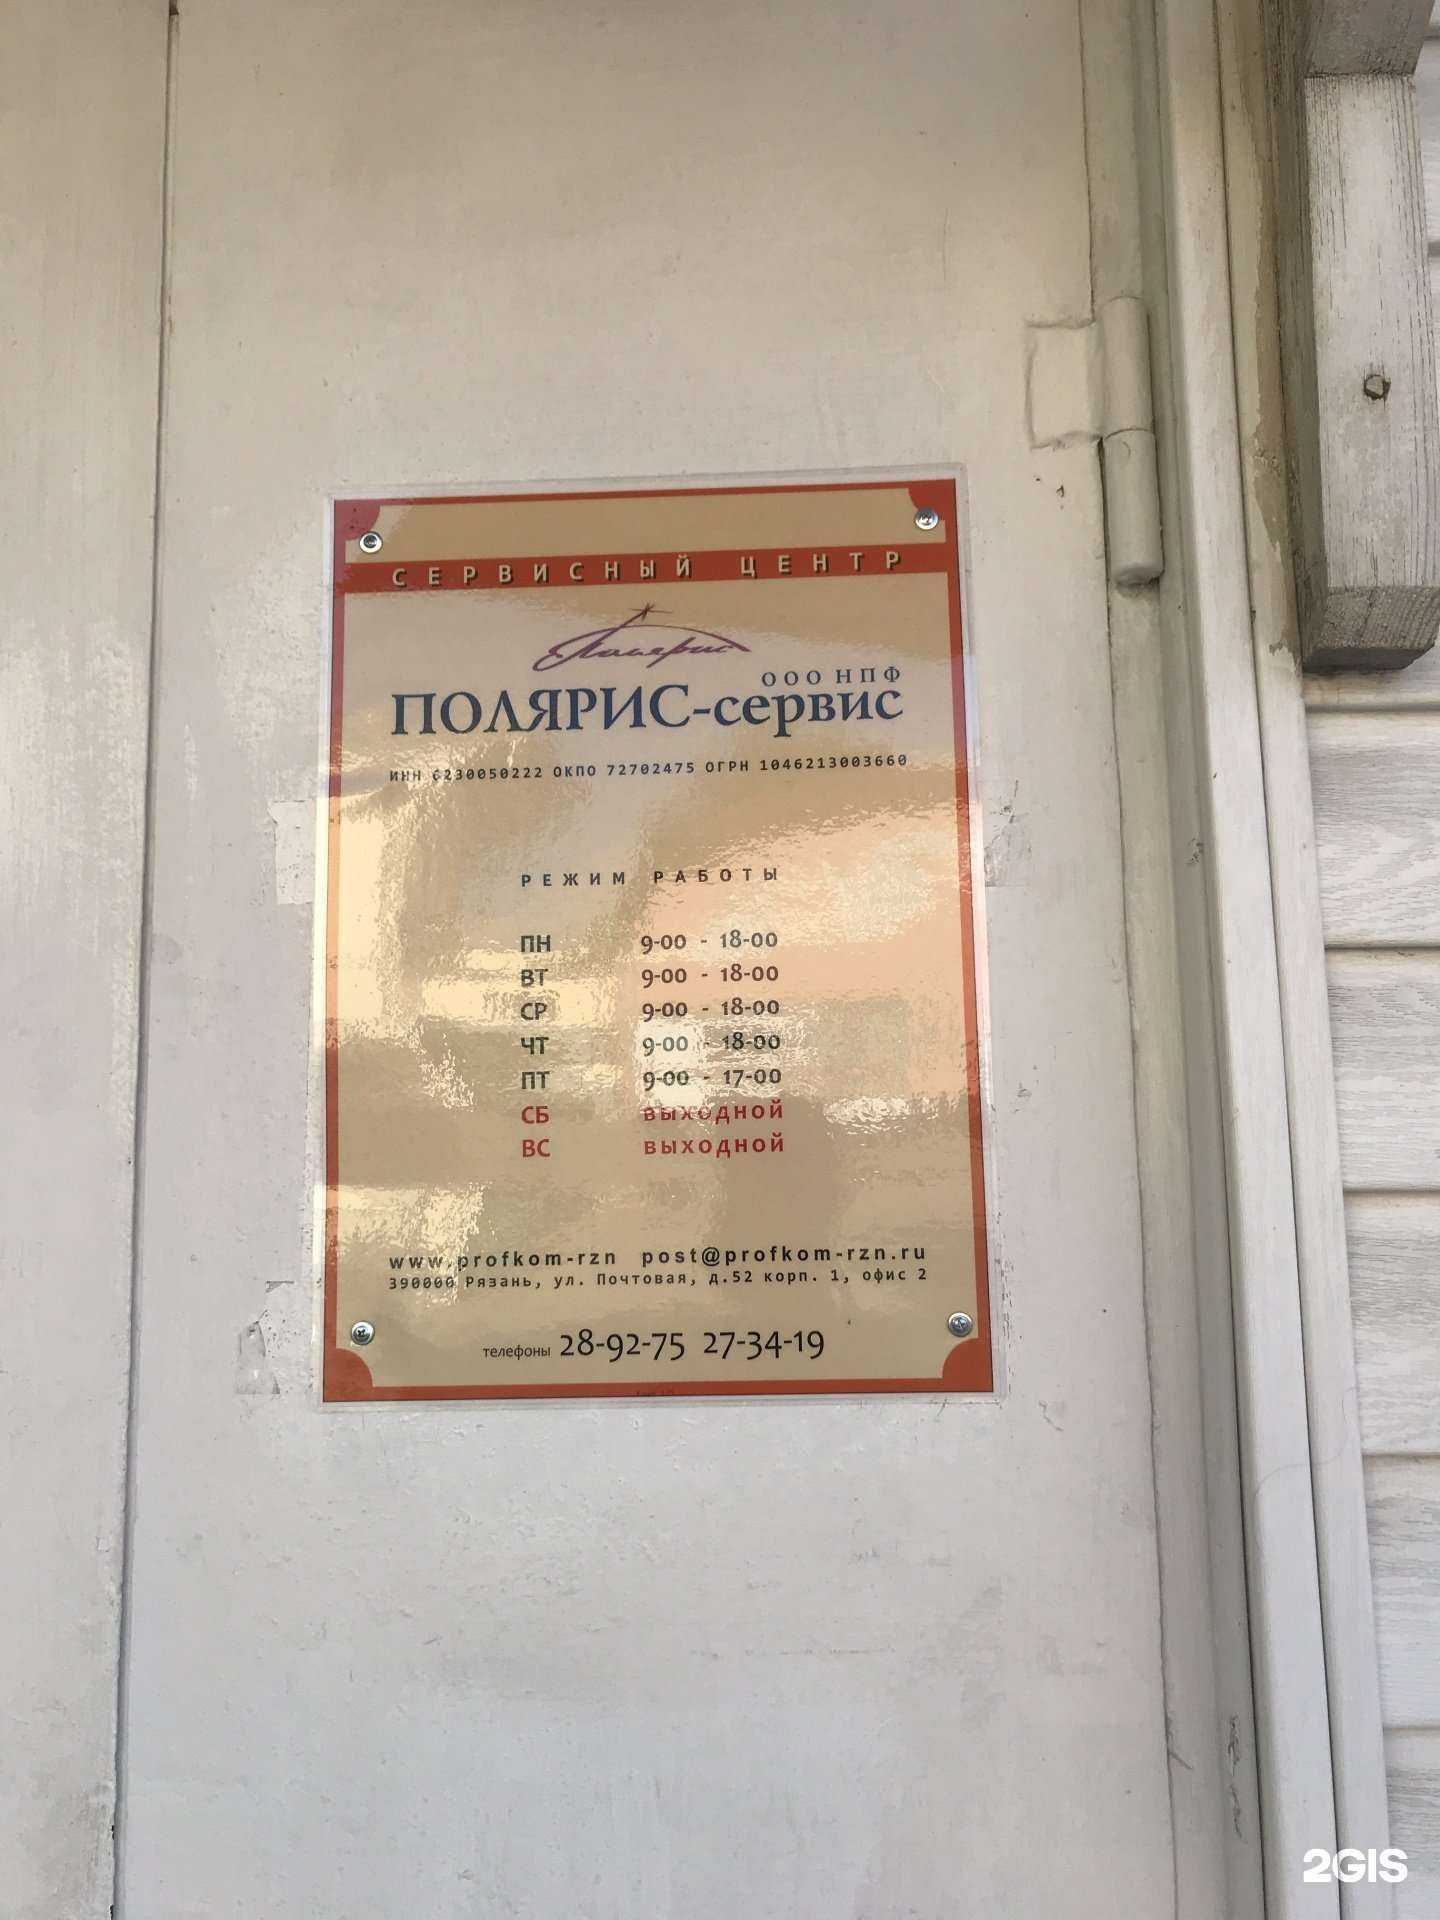 СЕРВИСНЫЙ ЦЕНТР
Полярис
ООО НПФ
ПОЛЯРИС-сервис
ИНН 6230050222 ОКПО 72702475 ОГРН 1046213003660
РЕЖИМ РАБОТЫ
ПН 9-00 - 18-00
ВТ 9-00 - 18-00
СР 9-00 - 18-00
ЧТ 9-00 - 18-00
ПТ 9-00 - 17-00
СБ ВЫХОДНОЙ
ВС ВЫХОДНОЙ
www.profkom-rzn post@profkom-rzn.ru
390000 Рязань, ул. Почтовая, д.52 корп. 1, офис 2
телефоны 28-92-75 27-34-19
2GIS